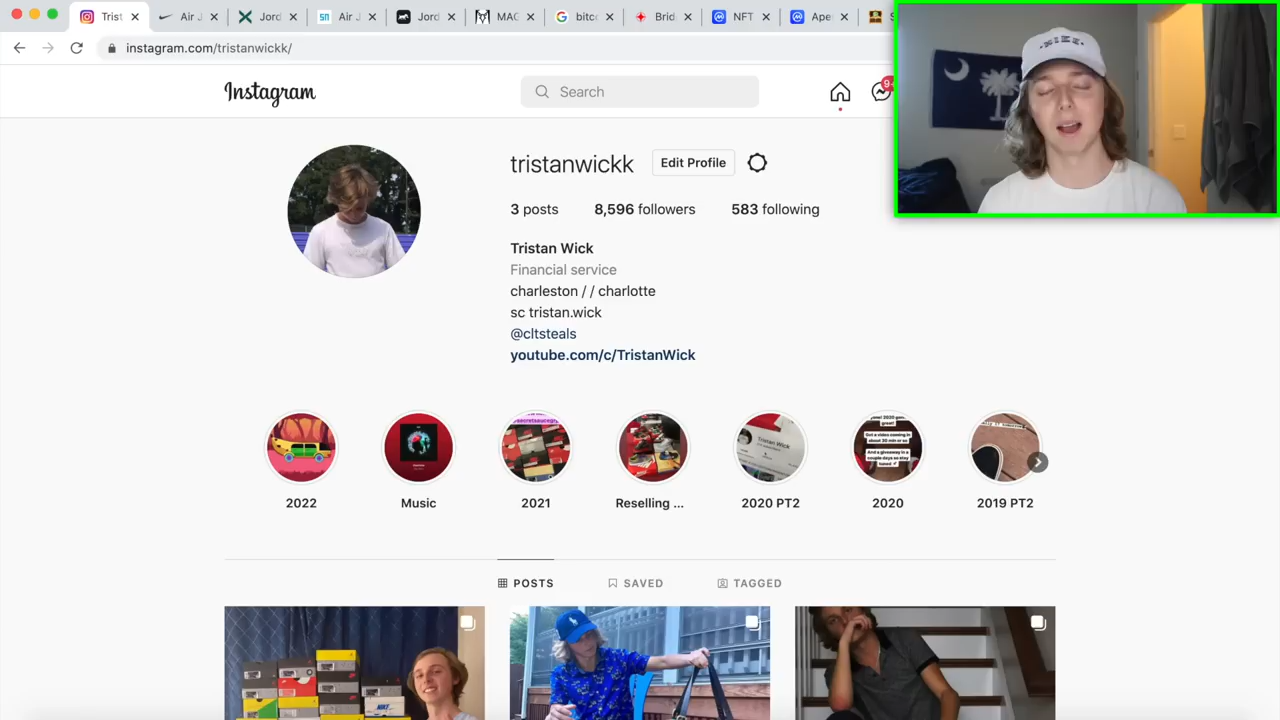 Trist
Air J
Jord
Air J
Jord
MAC
bitc
Brid
NFT
Ape
instagram.com/tristanwickk/
Instagram
Search
9
tristanwickk
Edit Profile
3 posts
8,596 followers
583 following
Tristan Wick
Financial service
charleston / / charlotte
sc tristan.wick
@cltsteals
youtube.com/c/TristanWick
2022
Music
2021
Reselling ...
2020 PT2
2020
2019 PT2
POSTS
SAVED
TAGGED